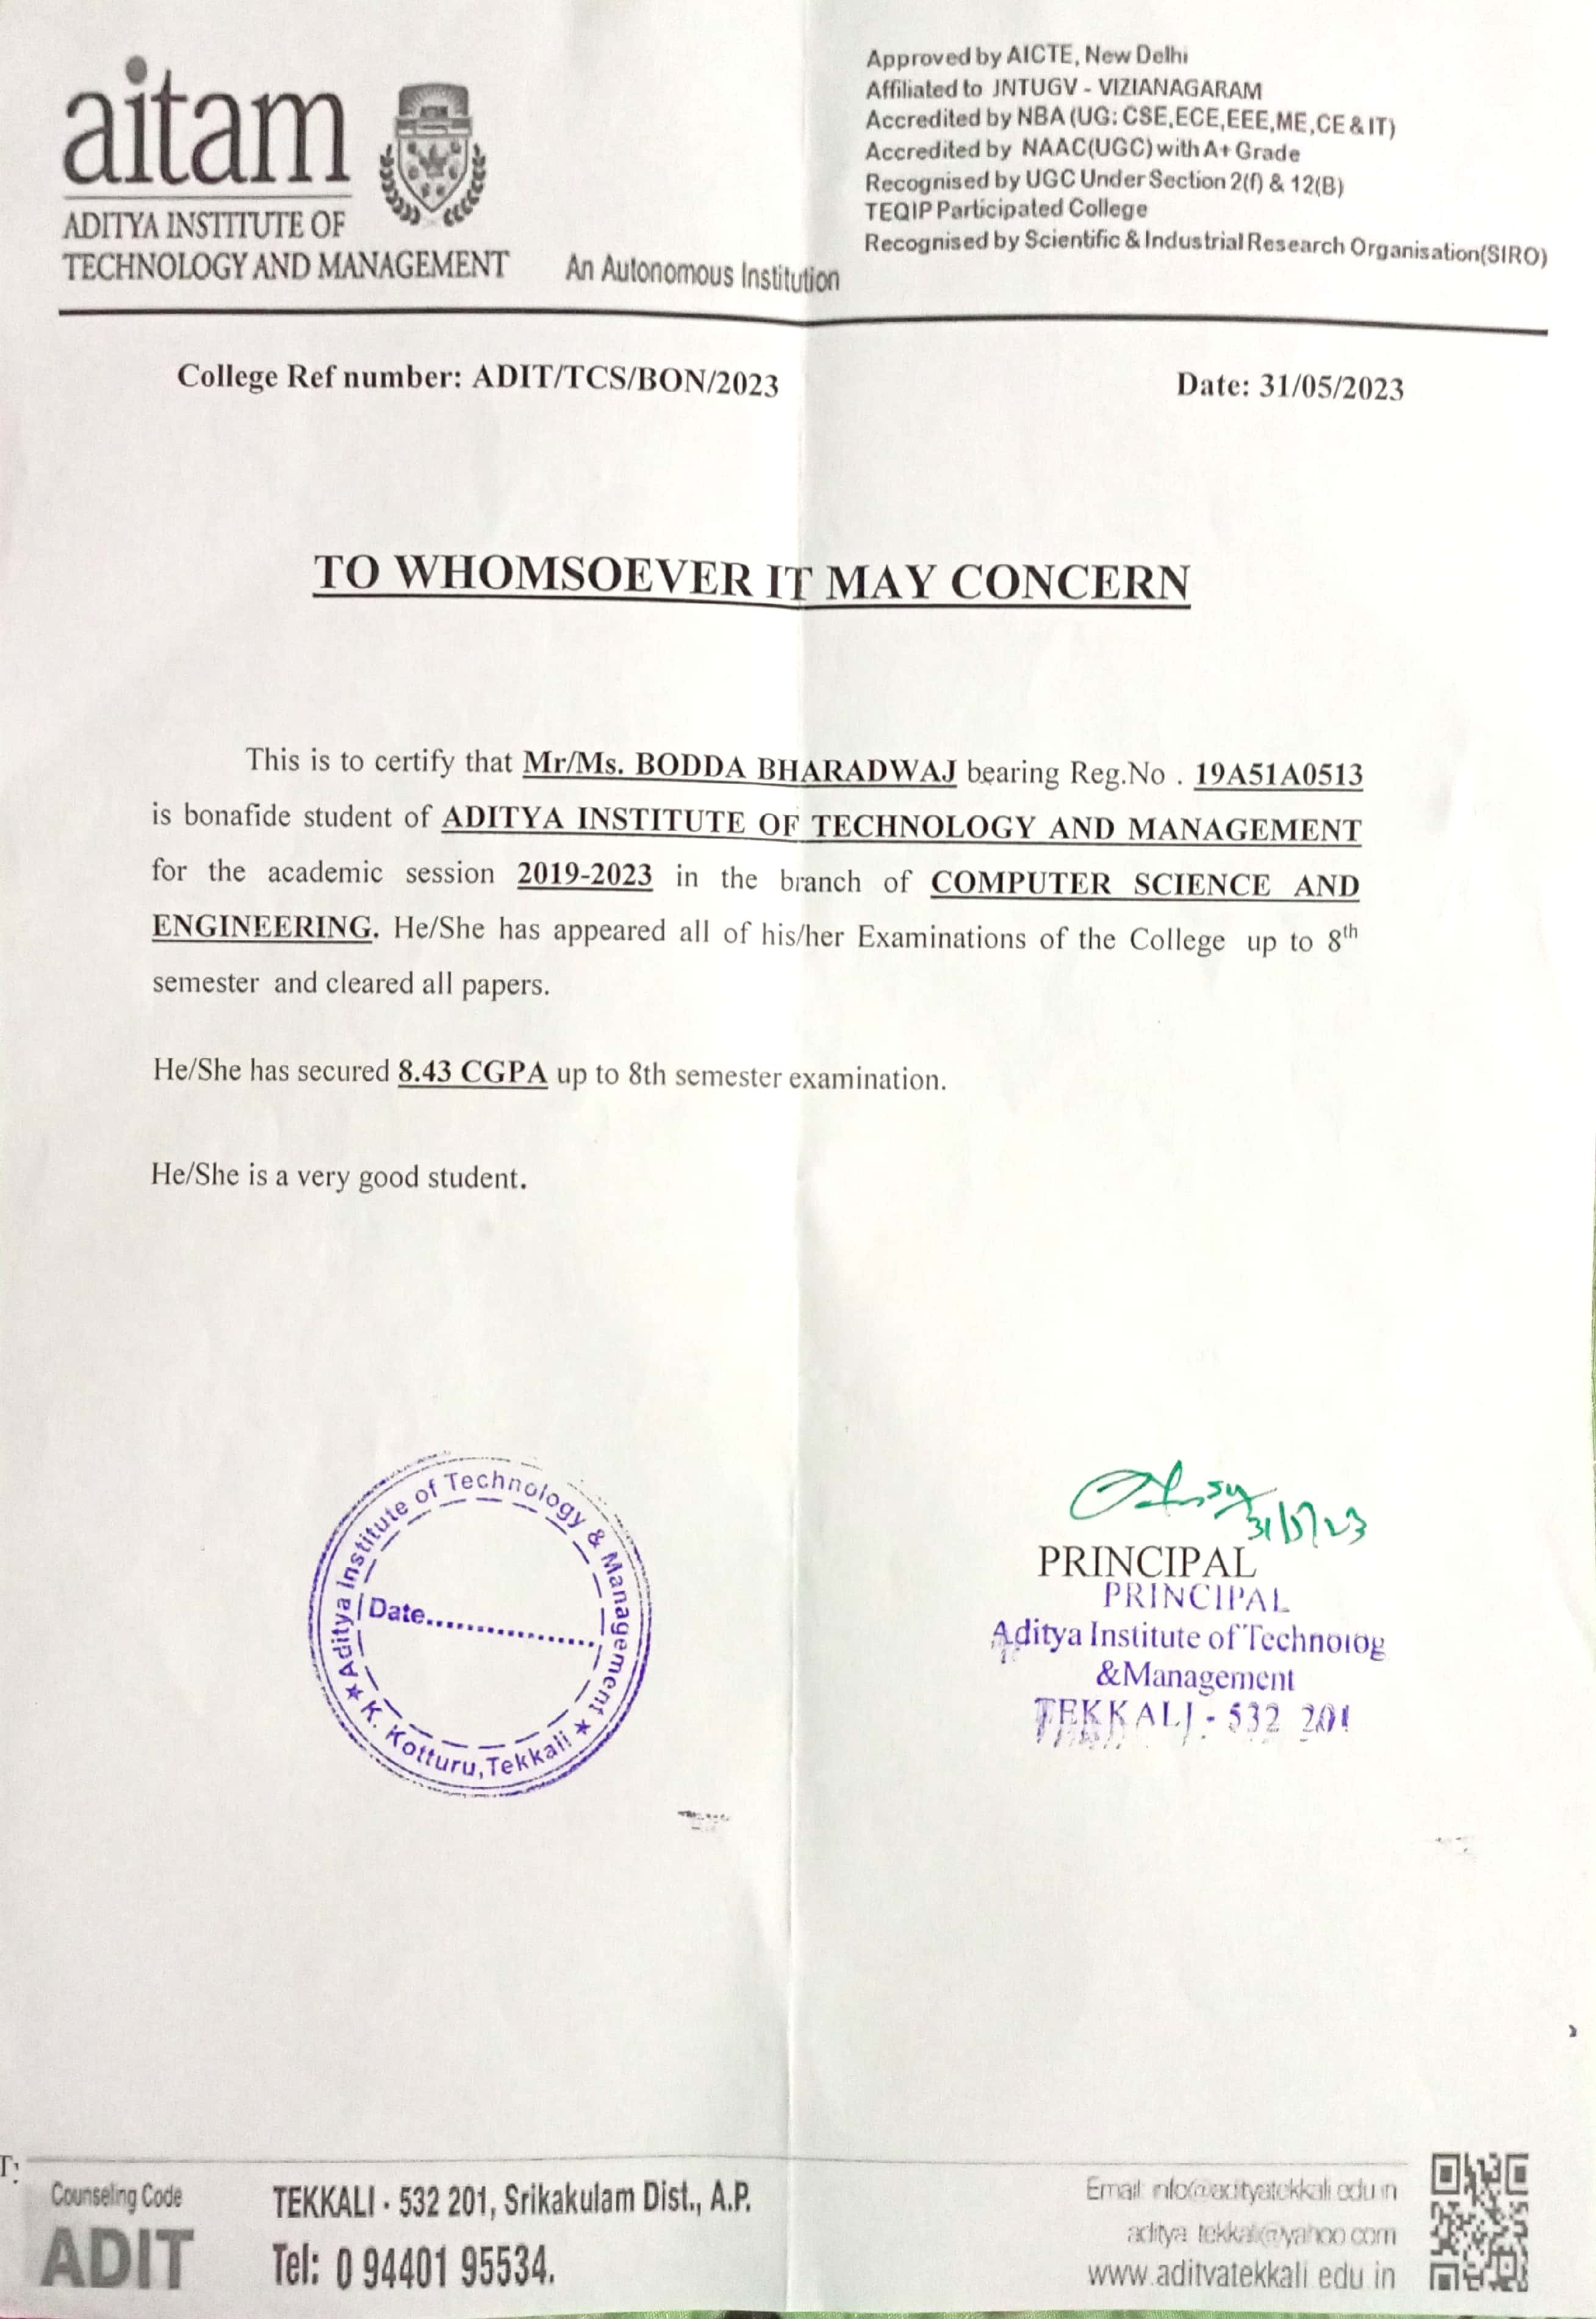 aitam
ADITYA INSTITUTE OF
TECHNOLOGY AND MANAGEMENT
An Autonomous Institution
Approved by AICTE, New Delhi
Affiliated to JNTUGV - VIZIANAGARAM
Accredited by NBA (UG: CSE,ECE,EEE,ME,CE & IT)
Accredited by NAAC(UGC) with A+ Grade
Recognised by UGC Under Section 2(f) & 12(B)
TEQIP Participated College
Recognised by Scientific & Industrial Research Organisation(SIRO)
College Ref number: ADIT/TCS/BON/2023
Date: 31/05/2023
TO WHOMSOEVER IT MAY CONCERN
This is to certify that Mr/Ms. BODDA BHARADWAJ bearing Reg.No . 19A51A0513
is bonafide student of ADITYA INSTITUTE OF TECHNOLOGY AND MANAGEMENT
for the academic session 2019-2023 in the branch of COMPUTER SCIENCE AND
ENGINEERING. He/She has appeared all of his/her Examinations of the College up to 8th
semester and cleared all papers.
He/She has secured 8.43 CGPA up to 8th semester examination.
He/She is a very good student.
Aditya Institute of Technology & Management
Date
K. Kotturu, Tekkali
31/5/23
PRINCIPAL
PRINCIPAL
Aditya Institute of Technolog
&Management
TEKKALI - 532 201
Counseling Code
ADIT
TEKKALI - 532 201, Srikakulam Dist., A.P.
Tel: 0 94401 95534.
Email: info@adityatekkali.edu.in
aditya_tekkali@yahoo.com
www.adityatekkali.edu.in